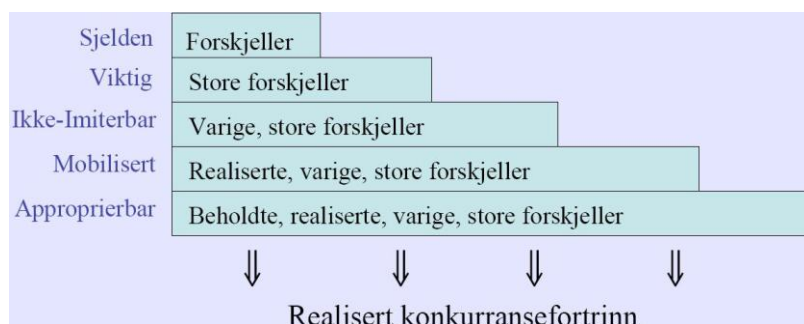 Sjelden Forskjeller
Viktig Store forskjeller
Ikke-Imiterbar Varige, store forskjeller
Mobilisert Realiserte, varige, store forskjeller
Approprierbar Beholdte, realiserte, varige, store forskjeller
Realisert konkurransefortrinn